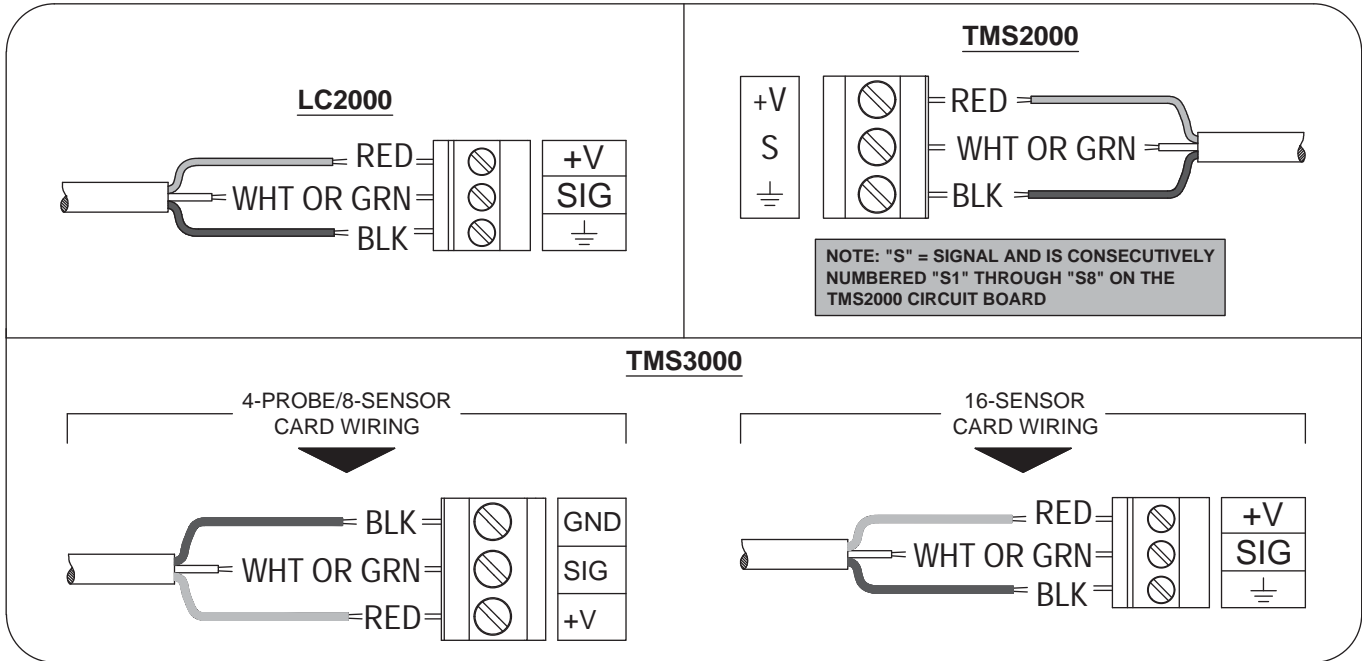 LC2000
RED
WHT OR GRN
BLK
+V
SIG
TMS2000
+V
S
RED
WHT OR GRN
BLK
NOTE: "S" = SIGNAL AND IS CONSECUTIVELY
NUMBERED "S1" THROUGH "S8" ON THE
TMS2000 CIRCUIT BOARD
TMS3000
4-PROBE/8-SENSOR
CARD WIRING
BLK
WHT OR GRN
RED
GND
SIG
+V
16-SENSOR
CARD WIRING
RED
WHT OR GRN
BLK
+V
SIG